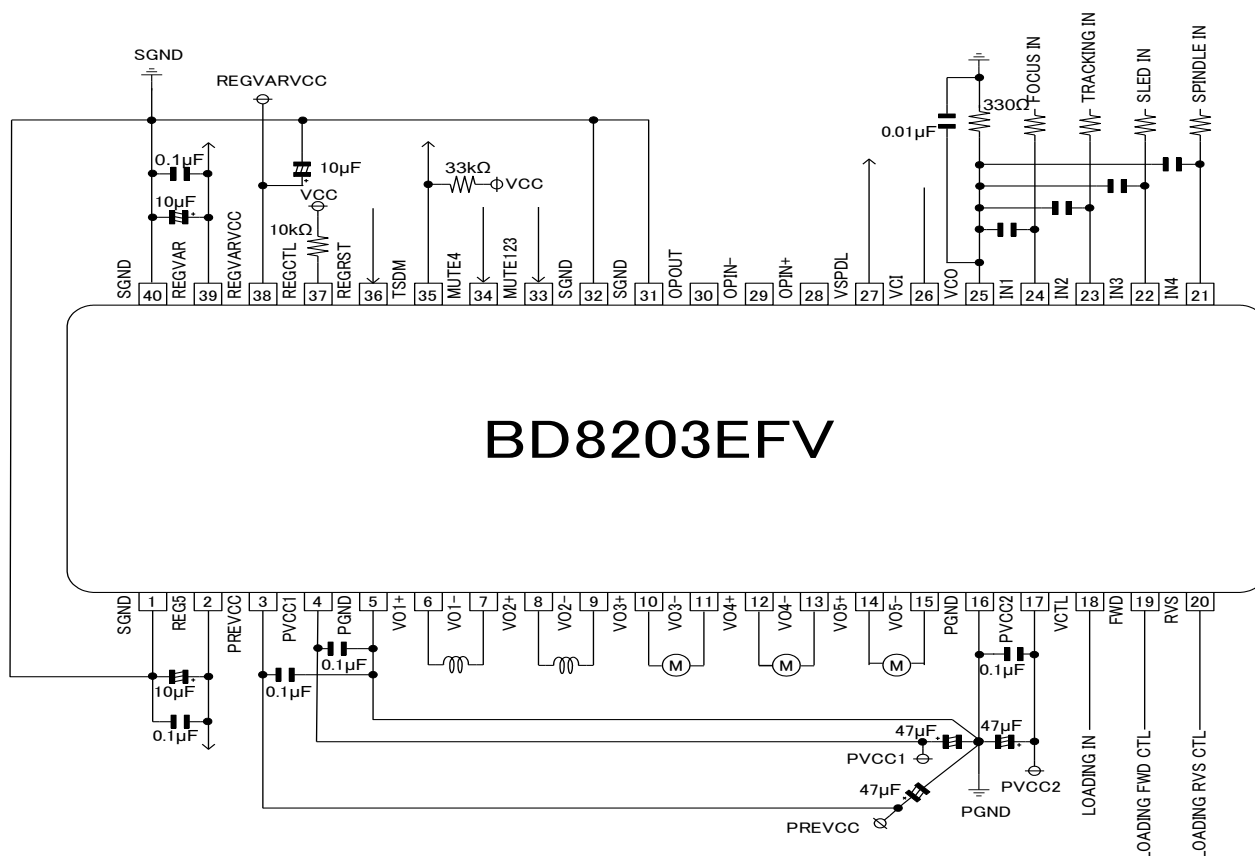 SGND
REGVARVCC
0.1μF
10μF
10μF
VCC
10kΩ
33kΩ
VCC
0.01μF
330Ω
FOCUS IN
TRACKING IN
SLED IN
SPINDLE IN
SGND
REGVAR
REGVARVCC
REGCTL
REGRST
TSDM
MUTE4
MUTE123
SGND
SGND
OPOUT
OPIN-
OPIN+
VSPDL
VCI
VCO
IN1
IN2
IN3
IN4
40
39
38
37
36
35
34
33
32
31
30
29
28
27
26
25
24
23
22
21
BD8203EFV
SGND
REG5
PREVCC
PVCC1
PGND
VO1+
VO1-
VO2+
VO2-
VO3+
VO3-
VO4+
VO4-
VO5+
VO5-
PGND
PVCC2
VCTL
FWD
RVS
1
2
3
4
5
6
7
8
9
10
11
12
13
14
15
16
17
18
19
20
0.1μF
0.1μF
M
M
M
0.1μF
10μF
0.1μF
47μF
47μF
PVCC1
PVCC2
47μF
PGND
PREVCC
LOADING IN
LOADING FWD CTL
LOADING RVS CTL